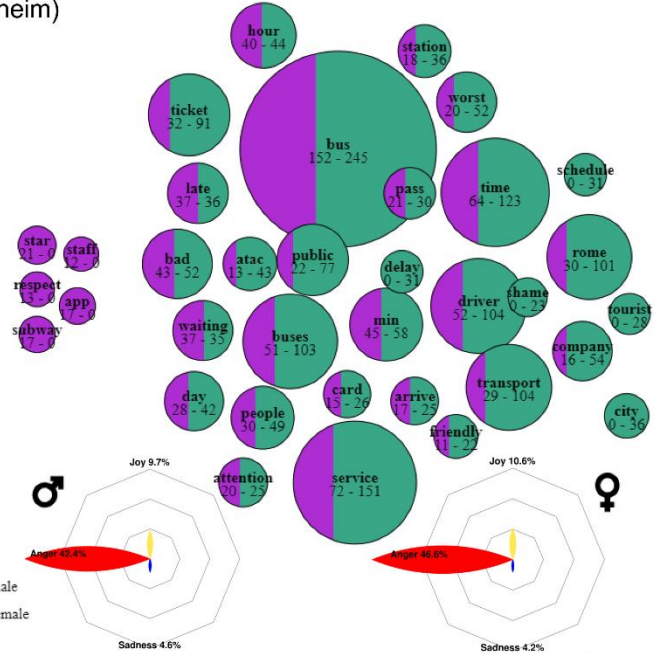 heim)
hour
40 - 44
station
18 - 36
worst
20 - 52
ticket
32 - 91
bus
152 - 245
schedule
0 - 31
late
37 - 36
pass
21 - 30
time
64 - 123
star
21 - 0
staff
12 - 0
bad
43 - 52
atac
13 - 43
public
22 - 77
delay
0 - 31
rome
30 - 101
respect
13 - 0
app
17 - 0
driver
52 - 104
shame
0 - 23
tourist
0 - 28
subway
17 - 0
waiting
37 - 35
buses
51 - 103
min
45 - 58
company
16 - 54
day
28 - 42
people
30 - 49
card
15 - 26
arrive
17 - 25
transport
29 - 104
city
0 - 36
friendly
11 - 22
attention
20 - 25
service
72 - 151
♂
Joy 9.7%
Anger 42.4%
Sadness 4.6%
Joy 10.6%
♀
Anger 46.6%
Sadness 4.2%
ale
male